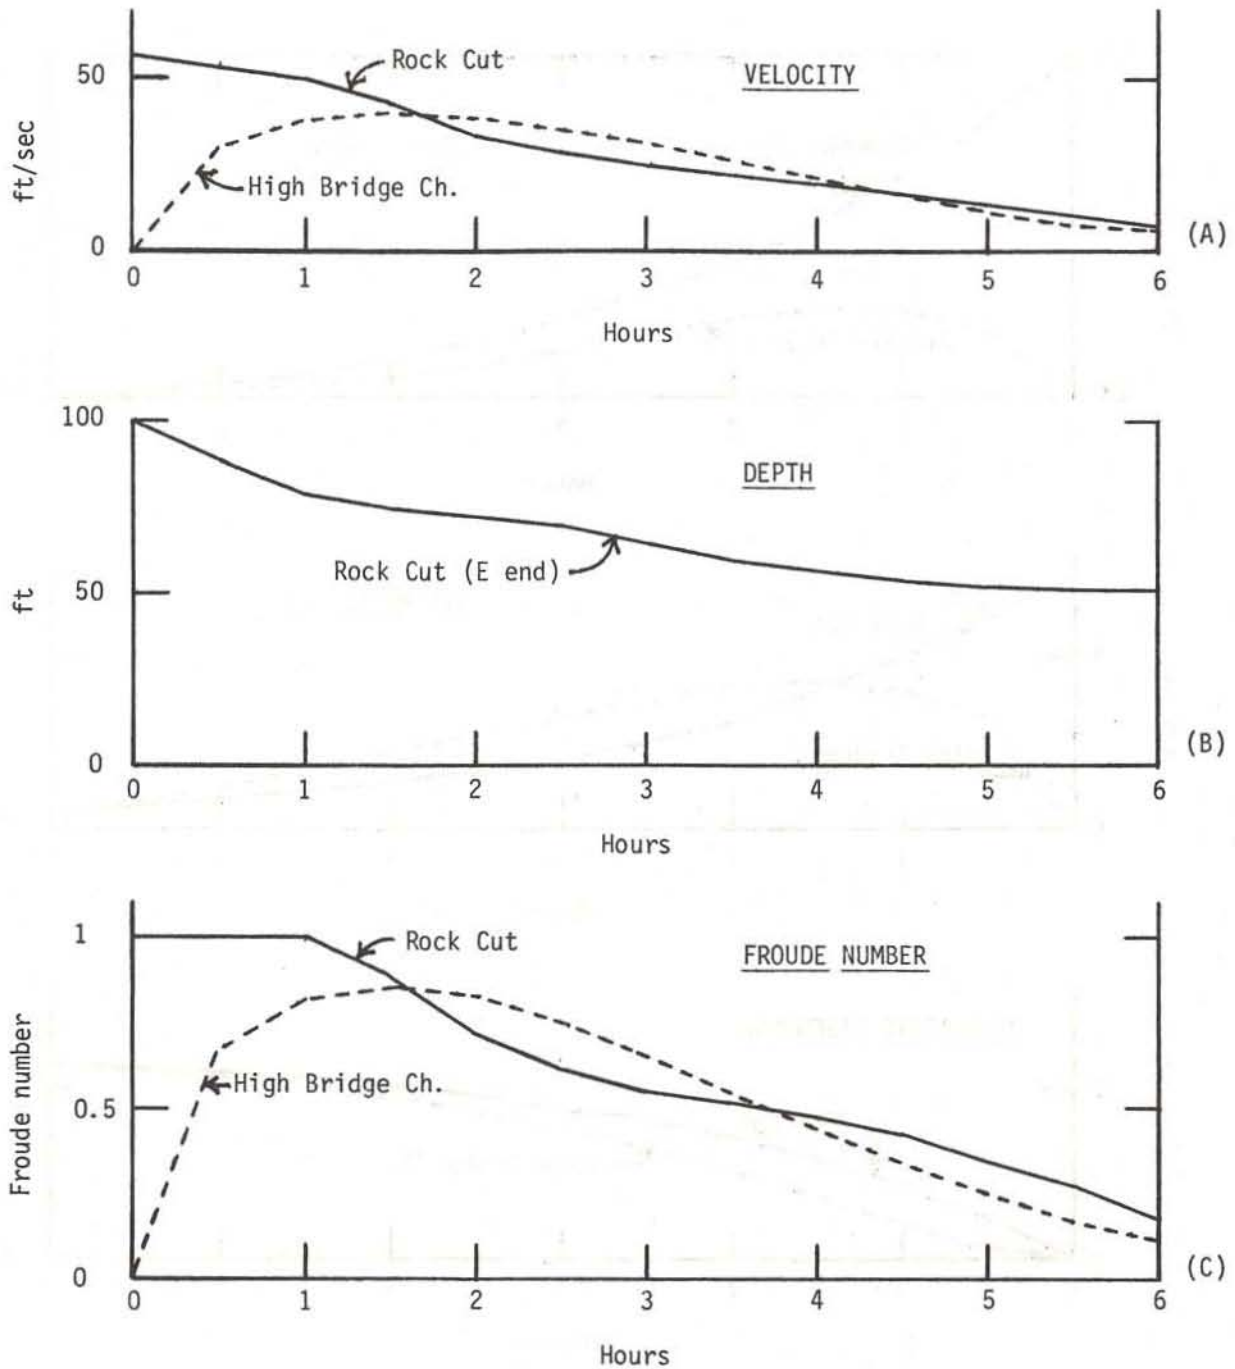 50
Rock Cut
VELOCITY
ft/sec
High Bridge Ch.
0
(A)
0 1 2 3 4 5 6
Hours
100
DEPTH
Rock Cut (E end)
50
ft
(B)
0
0 1 2 3 4 5 6
Hours
1
Rock Cut
FROUDE NUMBER
Froude number
High Bridge Ch.
0.5
(C)
0
0 1 2 3 4 5 6
Hours